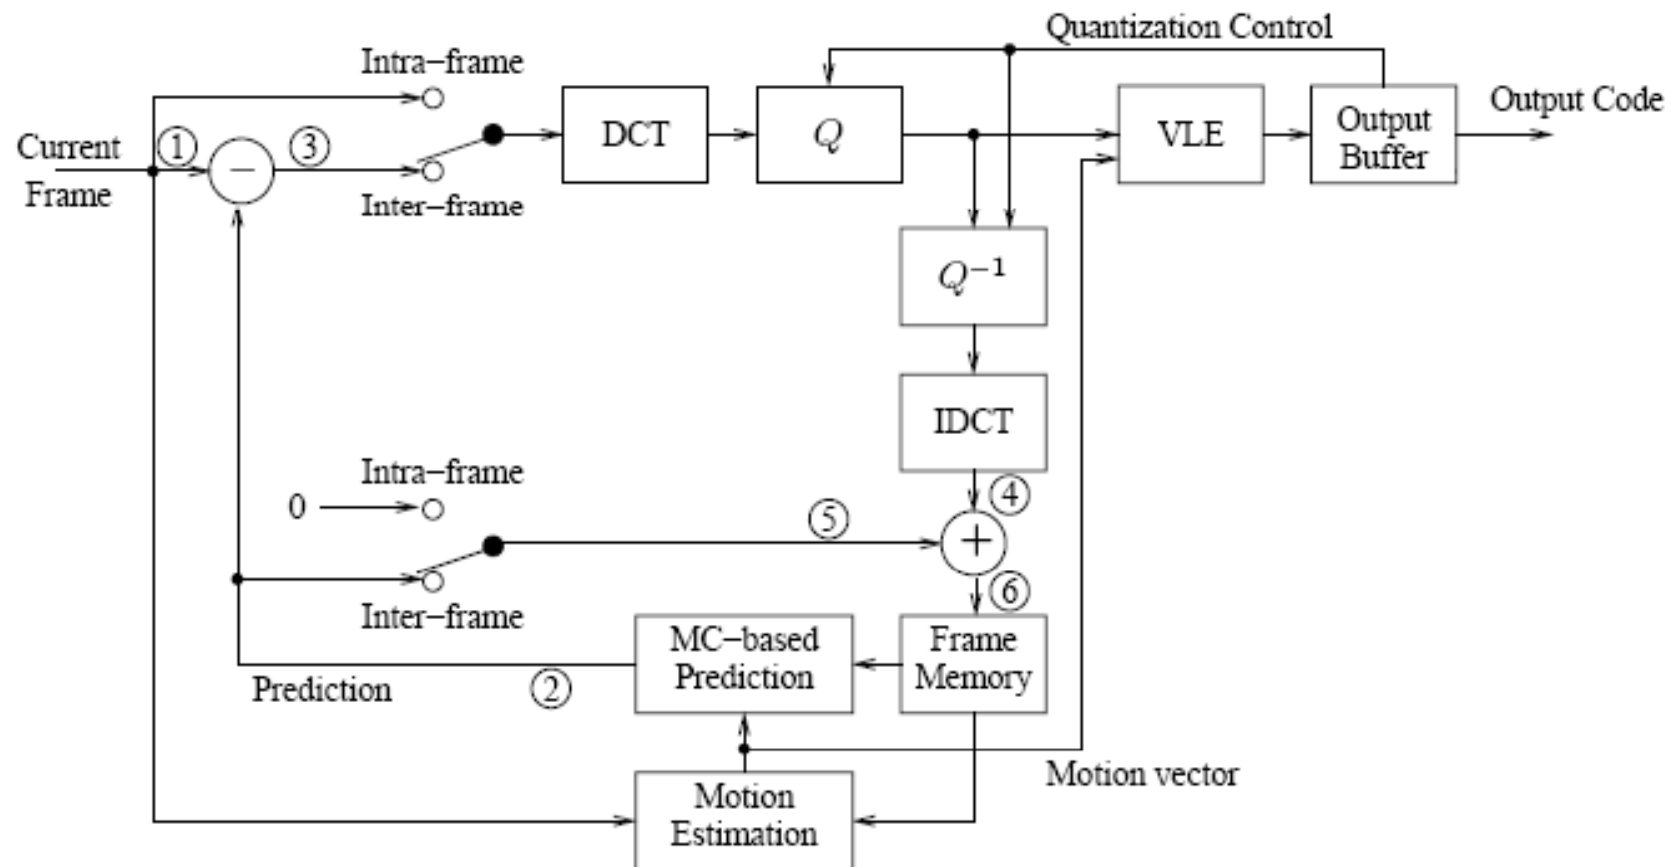 Quantization Control
Intra-frame
Output Code
DCT
Q
VLE
Output
Buffer
Current
Frame
①
−
③
Inter-frame
Q⁻¹
IDCT
④
Intra-frame
0
⑤
+
⑥
Inter-frame
MC-based
Prediction
Frame
Memory
Prediction
②
Motion vector
Motion
Estimation